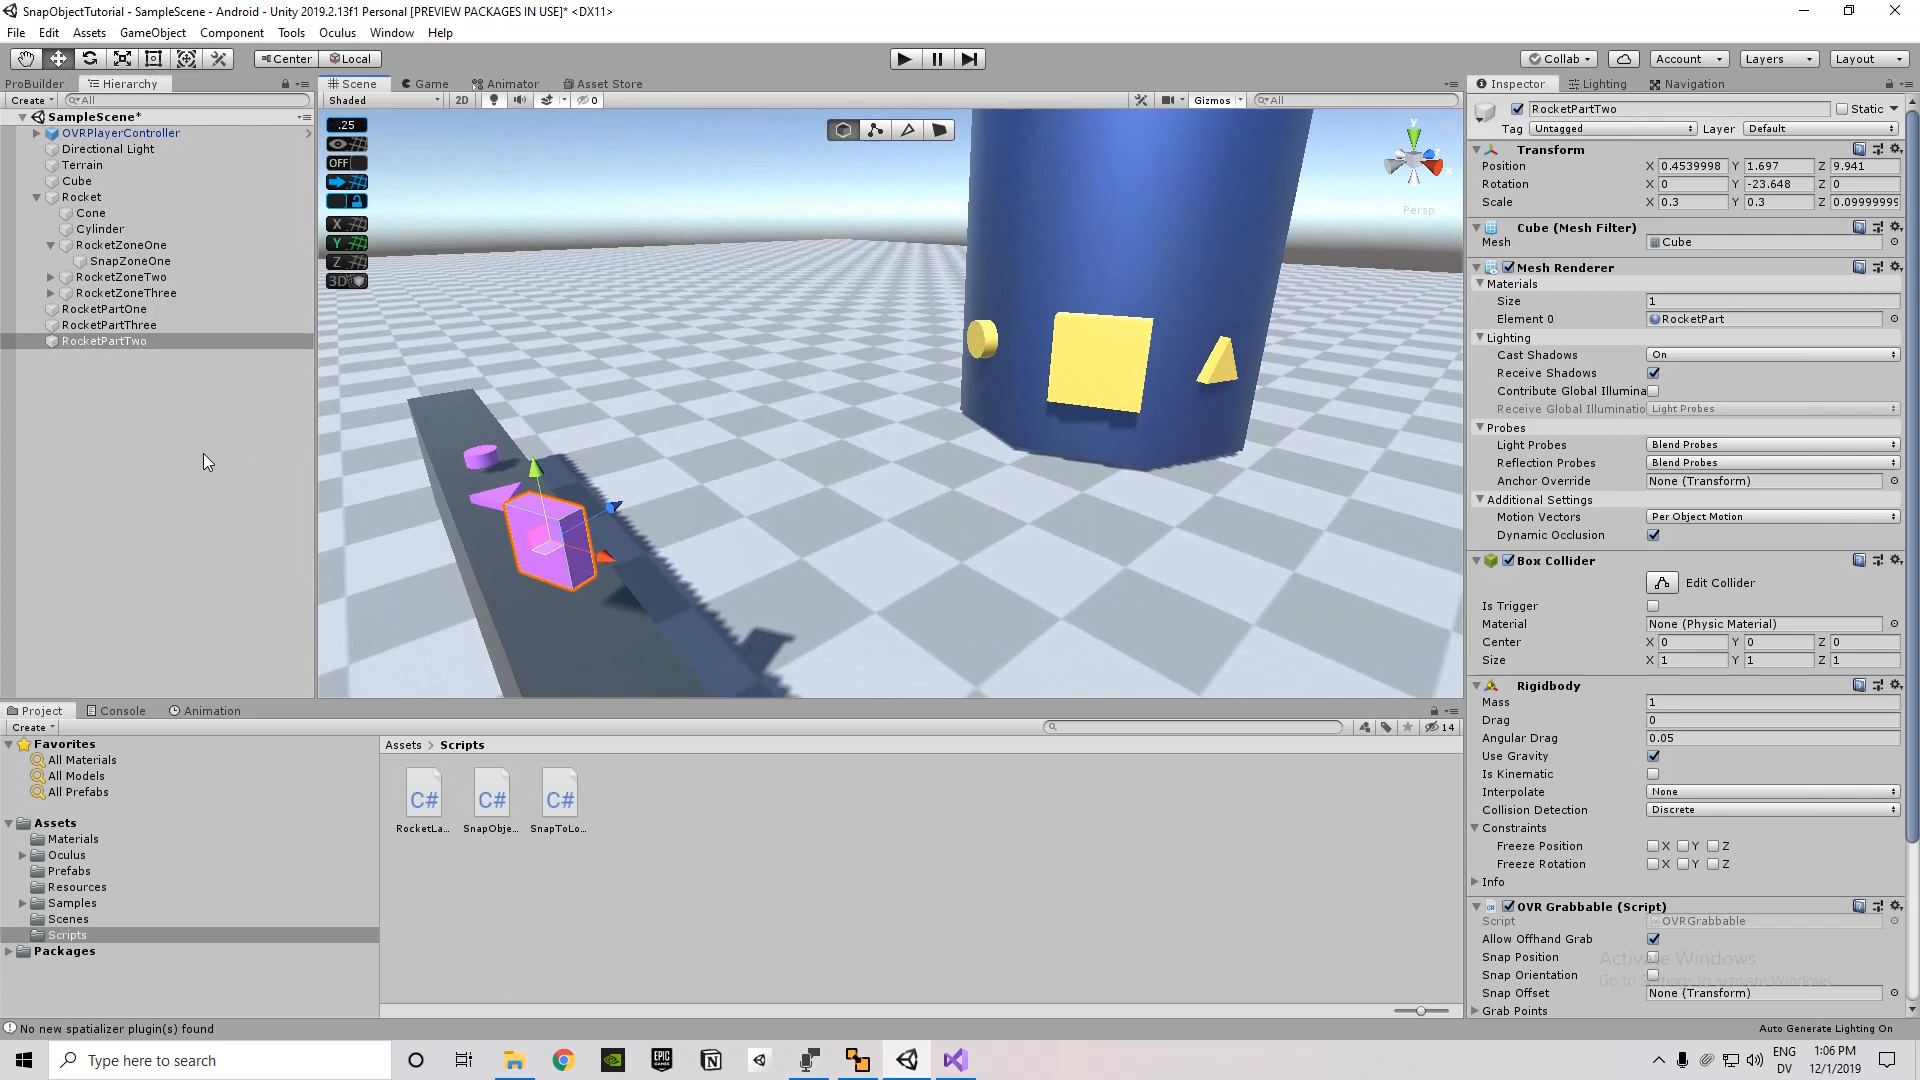 SnapObjectTutorial - SampleScene - Android - Unity 2019.2.13f1 Personal [PREVIEW PACKAGES IN USE]* <DX11>
File Edit Assets GameObject Component Tools Oculus Window Help
Center Local Collab Account Layers Layout
ProBuilder Hierarchy
Create All
SampleScene*
OVRPlayerController
Directional Light
Terrain
Cube
Rocket
Cone
Cylinder
RocketZoneOne
SnapZoneOne
RocketZoneTwo
RocketZoneThree
RocketPartOne
RocketPartThree
RocketPartTwo
Scene Game Animator Asset Store
Shaded 2D 0 Gizmos All
.25
OFF
X
Y
Z
3D
y
x
Persp
Inspector Lighting Navigation
RocketPartTwo Static
Tag Untagged Layer Default
Transform
Position X 0.4539998 Y 1.697 Z 9.941
Rotation X 0 Y -23.648 Z 0
Scale X 0.3 Y 0.3 Z 0.09999999
Cube (Mesh Filter)
Mesh Cube
Mesh Renderer
Materials
Size 1
Element 0 RocketPart
Lighting
Cast Shadows On
Receive Shadows
Contribute Global Illumina
Receive Global Illuminatio Light Probes
Probes
Light Probes Blend Probes
Reflection Probes Blend Probes
Anchor Override None (Transform)
Additional Settings
Motion Vectors Per Object Motion
Dynamic Occlusion
Box Collider
Edit Collider
Is Trigger
Material None (Physic Material)
Center X 0 Y 0 Z 0
Size X 1 Y 1 Z 1
Rigidbody
Mass 1
Drag 0
Angular Drag 0.05
Use Gravity
Is Kinematic
Interpolate None
Collision Detection Discrete
Constraints
Freeze Position X Y Z
Freeze Rotation X Y Z
Info
OVR Grabbable (Script)
Script OVRGrabbable
Allow Offhand Grab
Snap Position
Snap Orientation
Snap Offset None (Transform)
Grab Points
Activate Windows
Go to Settings to activate Windows.
Project Console Animation
Create 14
Favorites
All Materials
All Models
All Prefabs
Assets
Materials
Oculus
Prefabs
Resources
Samples
Scenes
Scripts
Packages
Assets > Scripts
C# C# C#
RocketLa... SnapObje... SnapToLo...
No new spatializer plugin(s) found
Auto Generate Lighting On
Type here to search
EPIC GAMES
N
ENG
DV
1:06 PM
12/1/2019